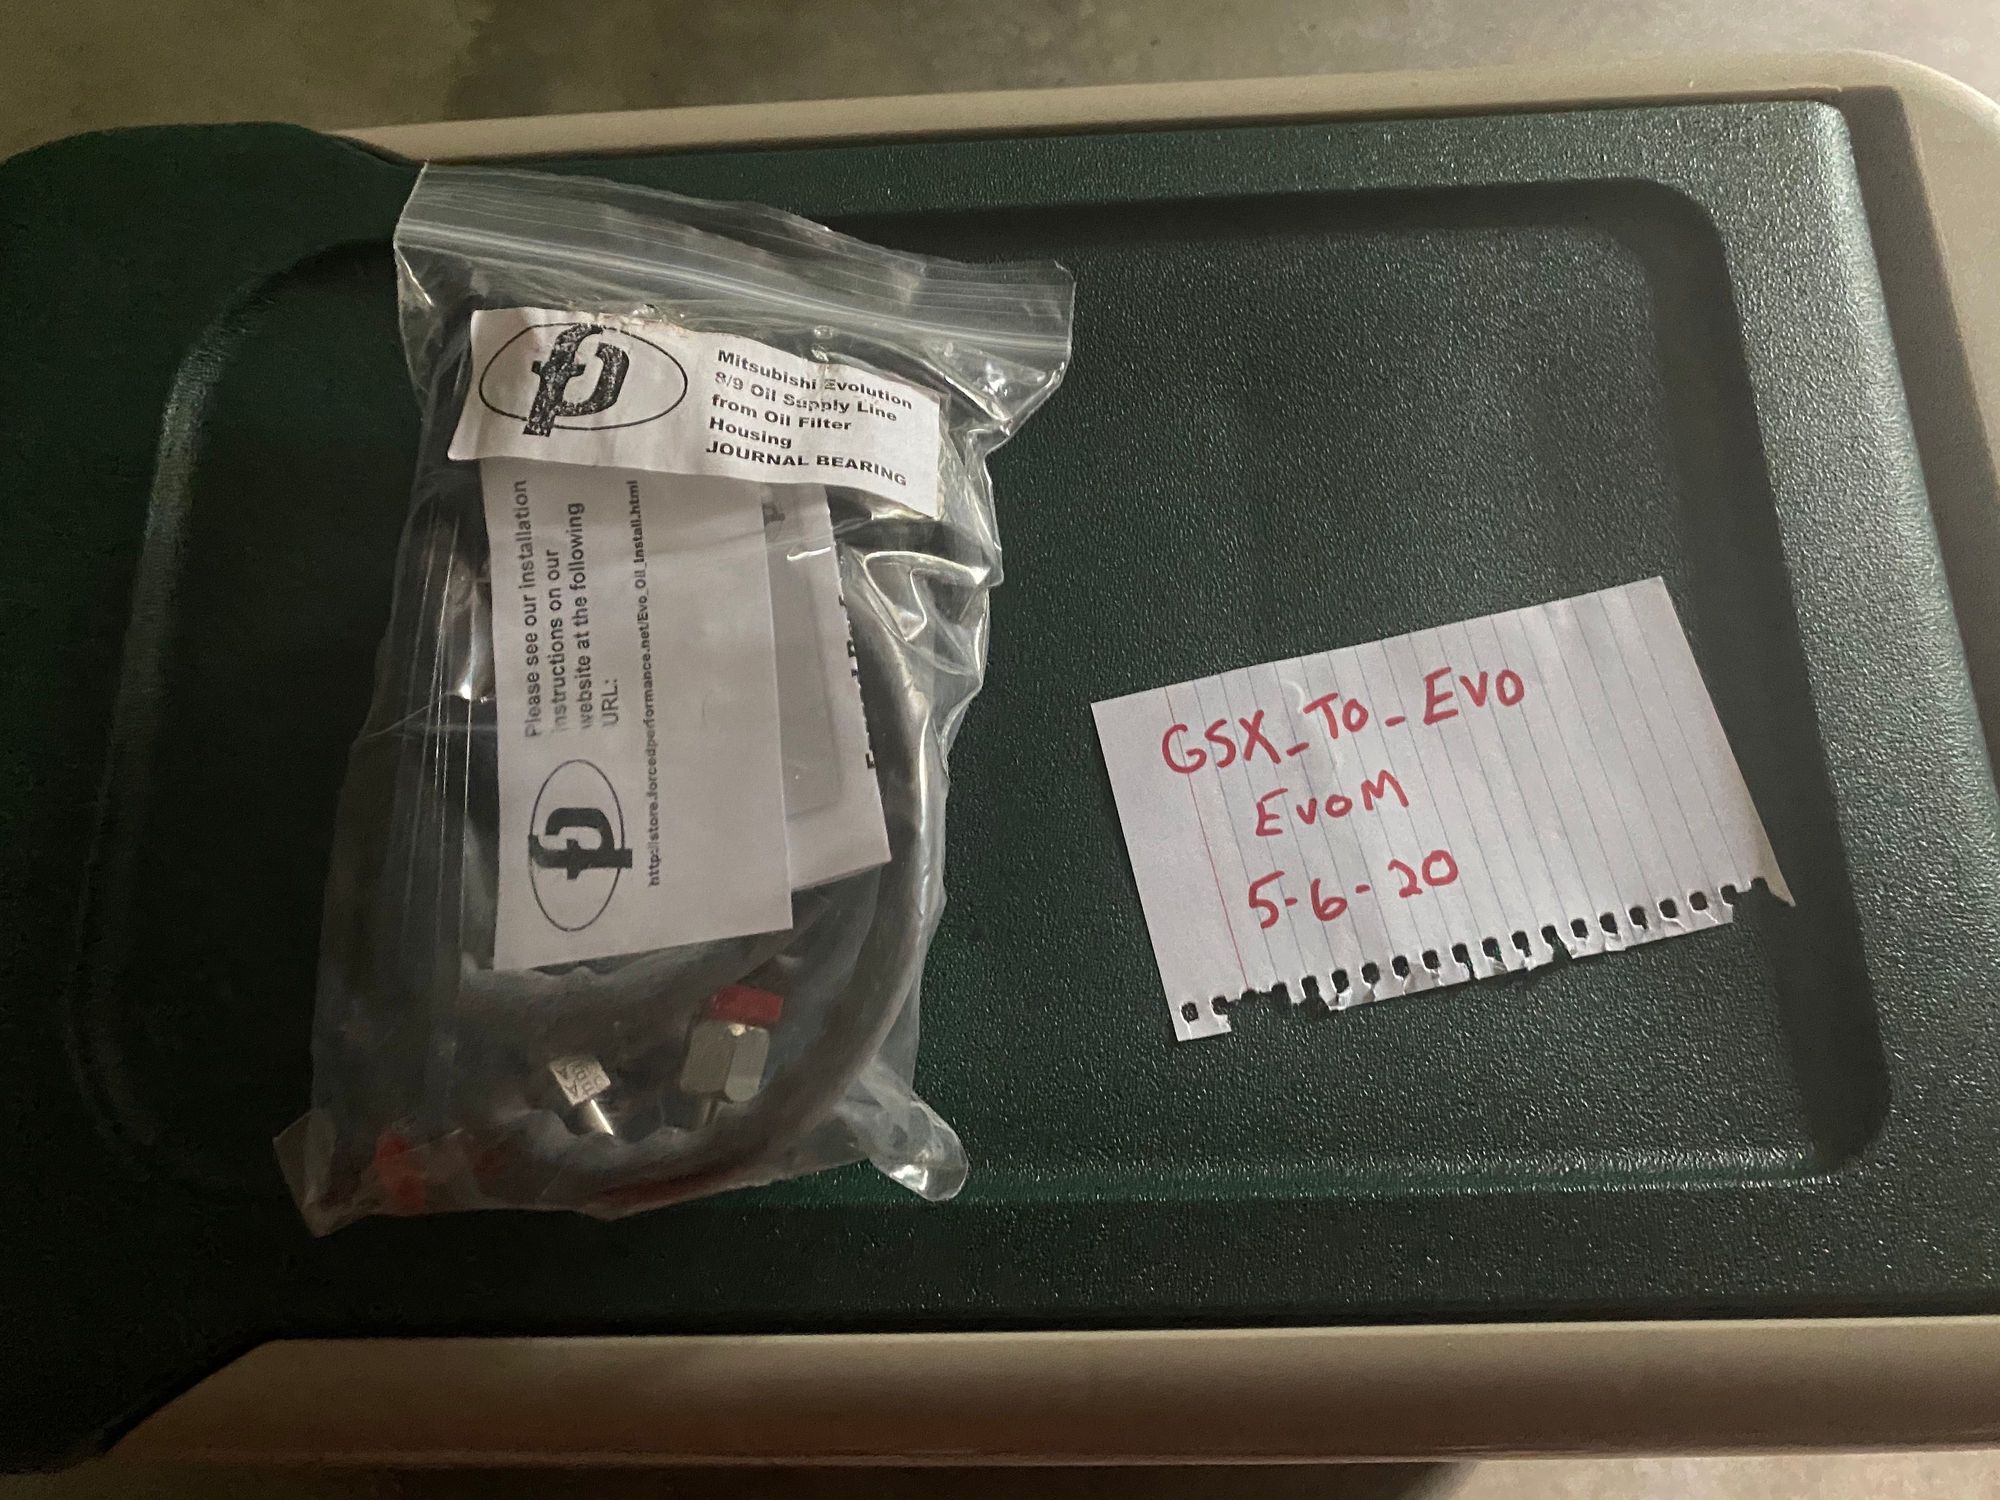 fp
Mitsubishi Evolution
8/9 Oil Supply Line
from Oil Filter
Housing
JOURNAL BEARING
Please see our installation
instructions on our
website at the following
URL:
http://store.forcedperformance.net/Evo_Oil_Install.html
fp
GSX_To_Evo
EvoM
5-6-20